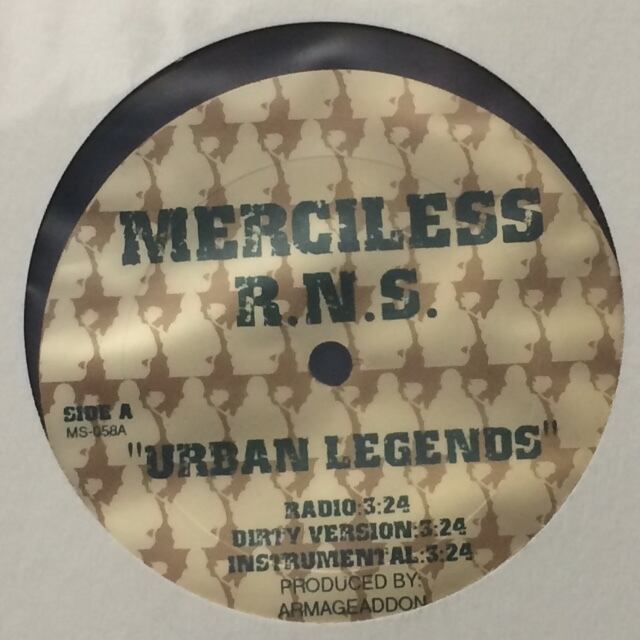 MERCILESS
R.N.S.
SIDE A
MS-058A
"URBAN LEGENDS"
RADIO:3:24
DIRTY VERSION:3:24
INSTRUMENTAL:3:24
PRODUCED BY:
ARMAGEADDON